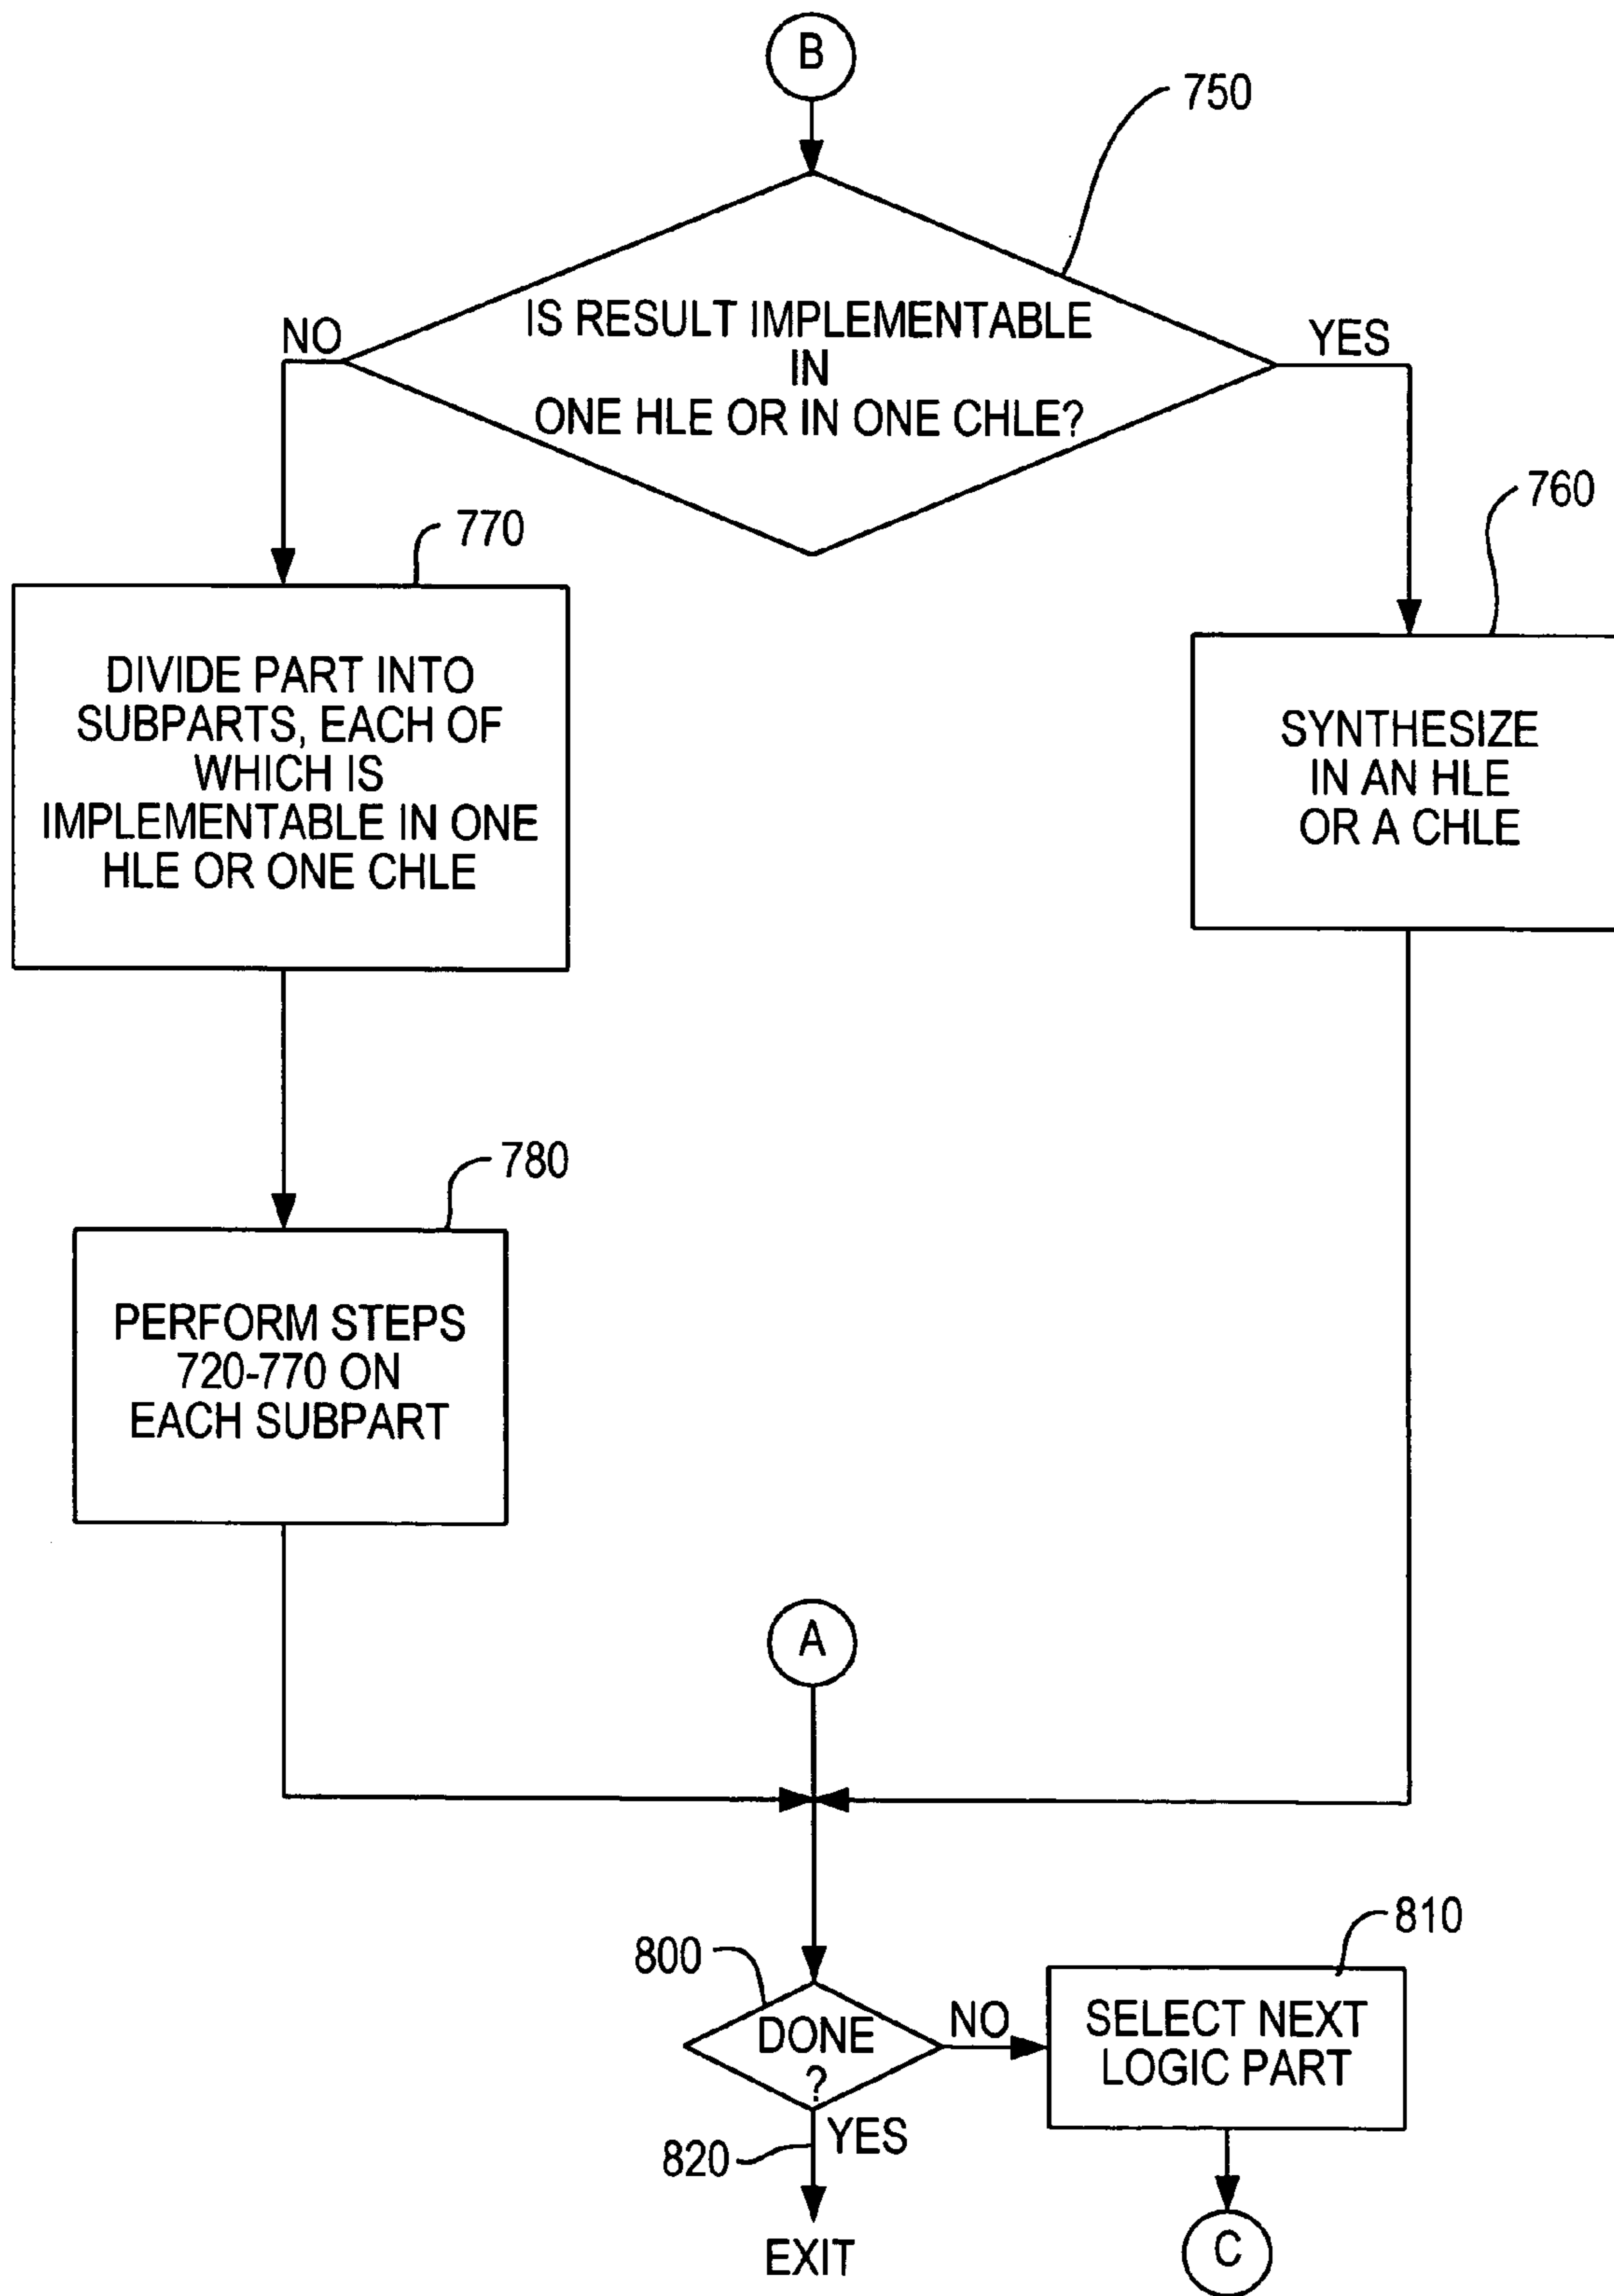 B
750
IS RESULT IMPLEMENTABLE
IN
ONE HLE OR IN ONE CHLE?
NO
YES
760
770
DIVIDE PART INTO
SUBPARTS, EACH OF
WHICH IS
IMPLEMENTABLE IN ONE
HLE OR ONE CHLE
SYNTHESIZE
IN AN HLE
OR A CHLE
780
PERFORM STEPS
720-770 ON
EACH SUBPART
A
800
DONE
?
NO
810
SELECT NEXT
LOGIC PART
820
YES
EXIT
C